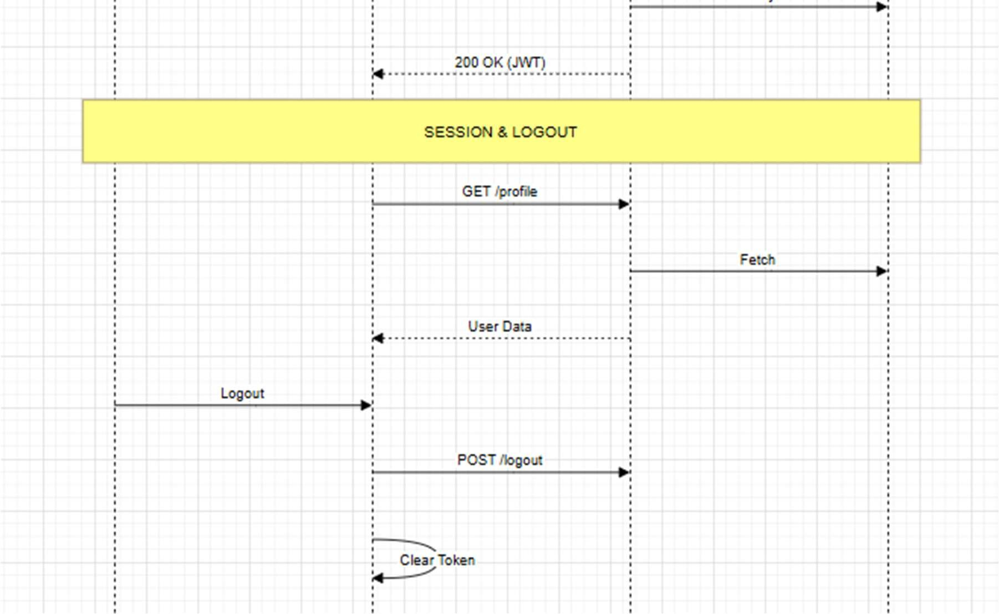 200 OK (JWT)
SESSION & LOGOUT
GET /profile
Fetch
User Data
Logout
POST /logout
Clear Token